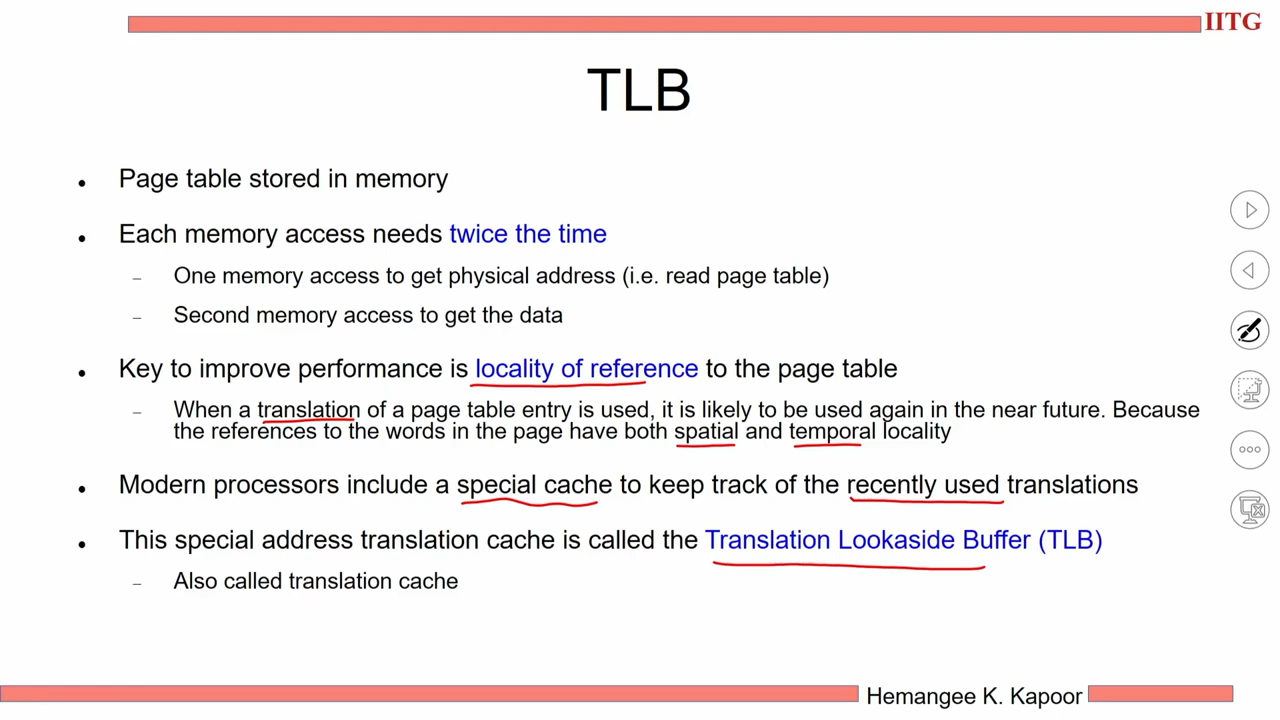 IITG
TLB
Page table stored in memory
Each memory access needs twice the time
One memory access to get physical address (i.e. read page table)
Second memory access to get the data
Key to improve performance is locality of reference to the page table
When a translation of a page table entry is used, it is likely to be used again in the near future. Because
the references to the words in the page have both spatial and temporal locality
Modern processors include a special cache to keep track of the recently used translations
This special address translation cache is called the Translation Lookaside Buffer (TLB)
Also called translation cache
Hemangee K. Kapoor